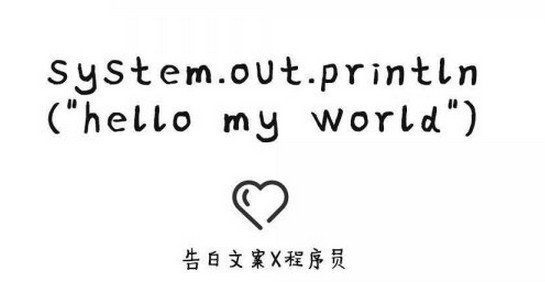 system.out.println
("hello my world")
告白文案X程序员